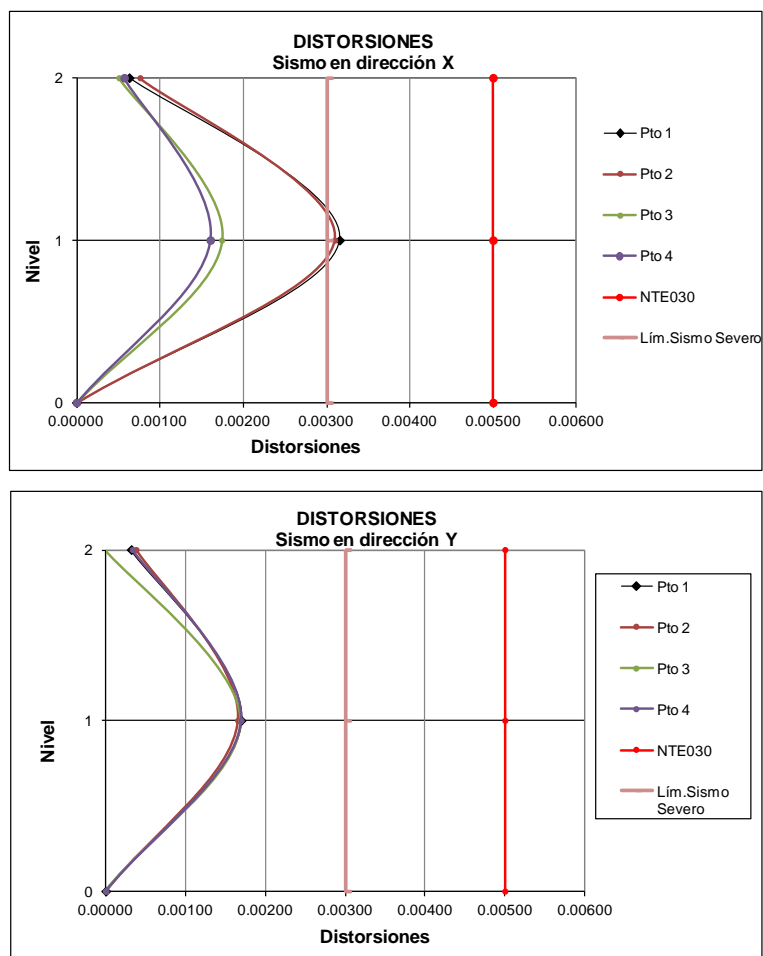 DISTORSIONES
Sismo en dirección X
2
1
0
Nivel
0.00000 0.00100 0.00200 0.00300 0.00400 0.00500 0.00600
Distorsiones
Pto 1
Pto 2
Pto 3
Pto 4
NTE030
Lím.Sismo Severo
DISTORSIONES
Sismo en dirección Y
2
1
0
Nivel
0.00000 0.00100 0.00200 0.00300 0.00400 0.00500 0.00600
Distorsiones
Pto 1
Pto 2
Pto 3
Pto 4
NTE030
Lím.Sismo
Severo